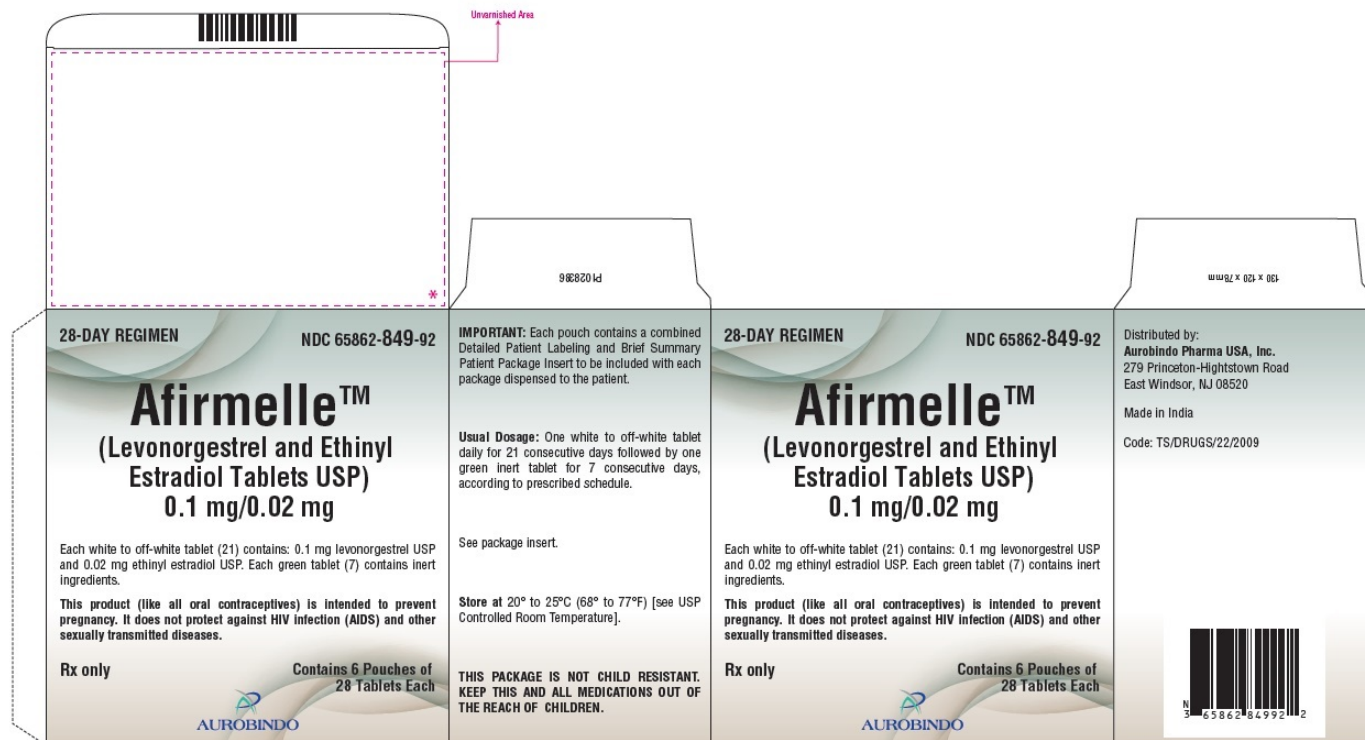 Unvarnished Area
*
P1028386
130 x 120 x 78mm
28-DAY REGIMEN
NDC 65862-849-92
Afirmelle™
(Levonorgestrel and Ethinyl
Estradiol Tablets USP)
0.1 mg/0.02 mg
Each white to off-white tablet (21) contains: 0.1 mg levonorgestrel USP
and 0.02 mg ethinyl estradiol USP. Each green tablet (7) contains inert
ingredients.
This product (like all oral contraceptives) is intended to prevent
pregnancy. It does not protect against HIV infection (AIDS) and other
sexually transmitted diseases.
Rx only
Contains 6 Pouches of
28 Tablets Each
AUROBINDO
IMPORTANT: Each pouch contains a combined
Detailed Patient Labeling and Brief Summary
Patient Package Insert to be included with each
package dispensed to the patient.
Usual Dosage: One white to off-white tablet
daily for 21 consecutive days followed by one
green inert tablet for 7 consecutive days,
according to prescribed schedule.
See package insert.
Store at 20° to 25°C (68° to 77°F) [see USP
Controlled Room Temperature].
THIS PACKAGE IS NOT CHILD RESISTANT.
KEEP THIS AND ALL MEDICATIONS OUT OF
THE REACH OF CHILDREN.
28-DAY REGIMEN
NDC 65862-849-92
Afirmelle™
(Levonorgestrel and Ethinyl
Estradiol Tablets USP)
0.1 mg/0.02 mg
Each white to off-white tablet (21) contains: 0.1 mg levonorgestrel USP
and 0.02 mg ethinyl estradiol USP. Each green tablet (7) contains inert
ingredients.
This product (like all oral contraceptives) is intended to prevent
pregnancy. It does not protect against HIV infection (AIDS) and other
sexually transmitted diseases.
Rx only
Contains 6 Pouches of
28 Tablets Each
AUROBINDO
Distributed by:
Aurobindo Pharma USA, Inc.
279 Princeton-Hightstown Road
East Windsor, NJ 08520
Made in India
Code: TS/DRUGS/22/2009
N
3 65862 84992 2